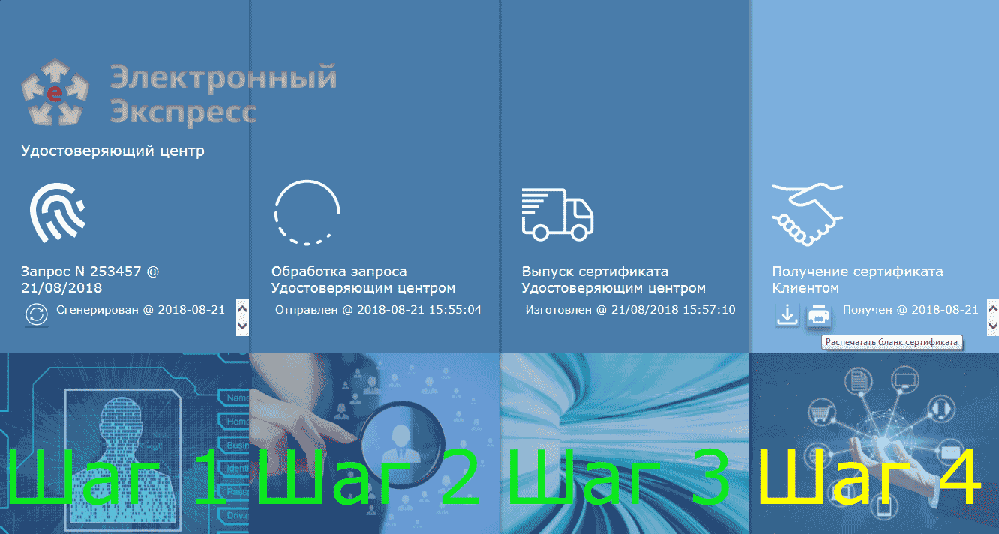 Электронный
Экспресс
e
Удостоверяющий центр
Запрос N 253457 @
21/08/2018
Сгенерирован @ 2018-08-21
Обработка запроса
Удостоверяющим центром
Отправлен @ 2018-08-21 15:55:04
Выпуск сертификата
Удостоверяющим центром
Изготовлен @ 21/08/2018 15:57:10
Получение сертификата
Клиентом
Получен @ 2018-08-21
Распечатать бланк сертификата
Name
Home
Busin
Identi
Pass
Drivin
Шаг 1
Шаг 2
Шаг 3
Шаг 4